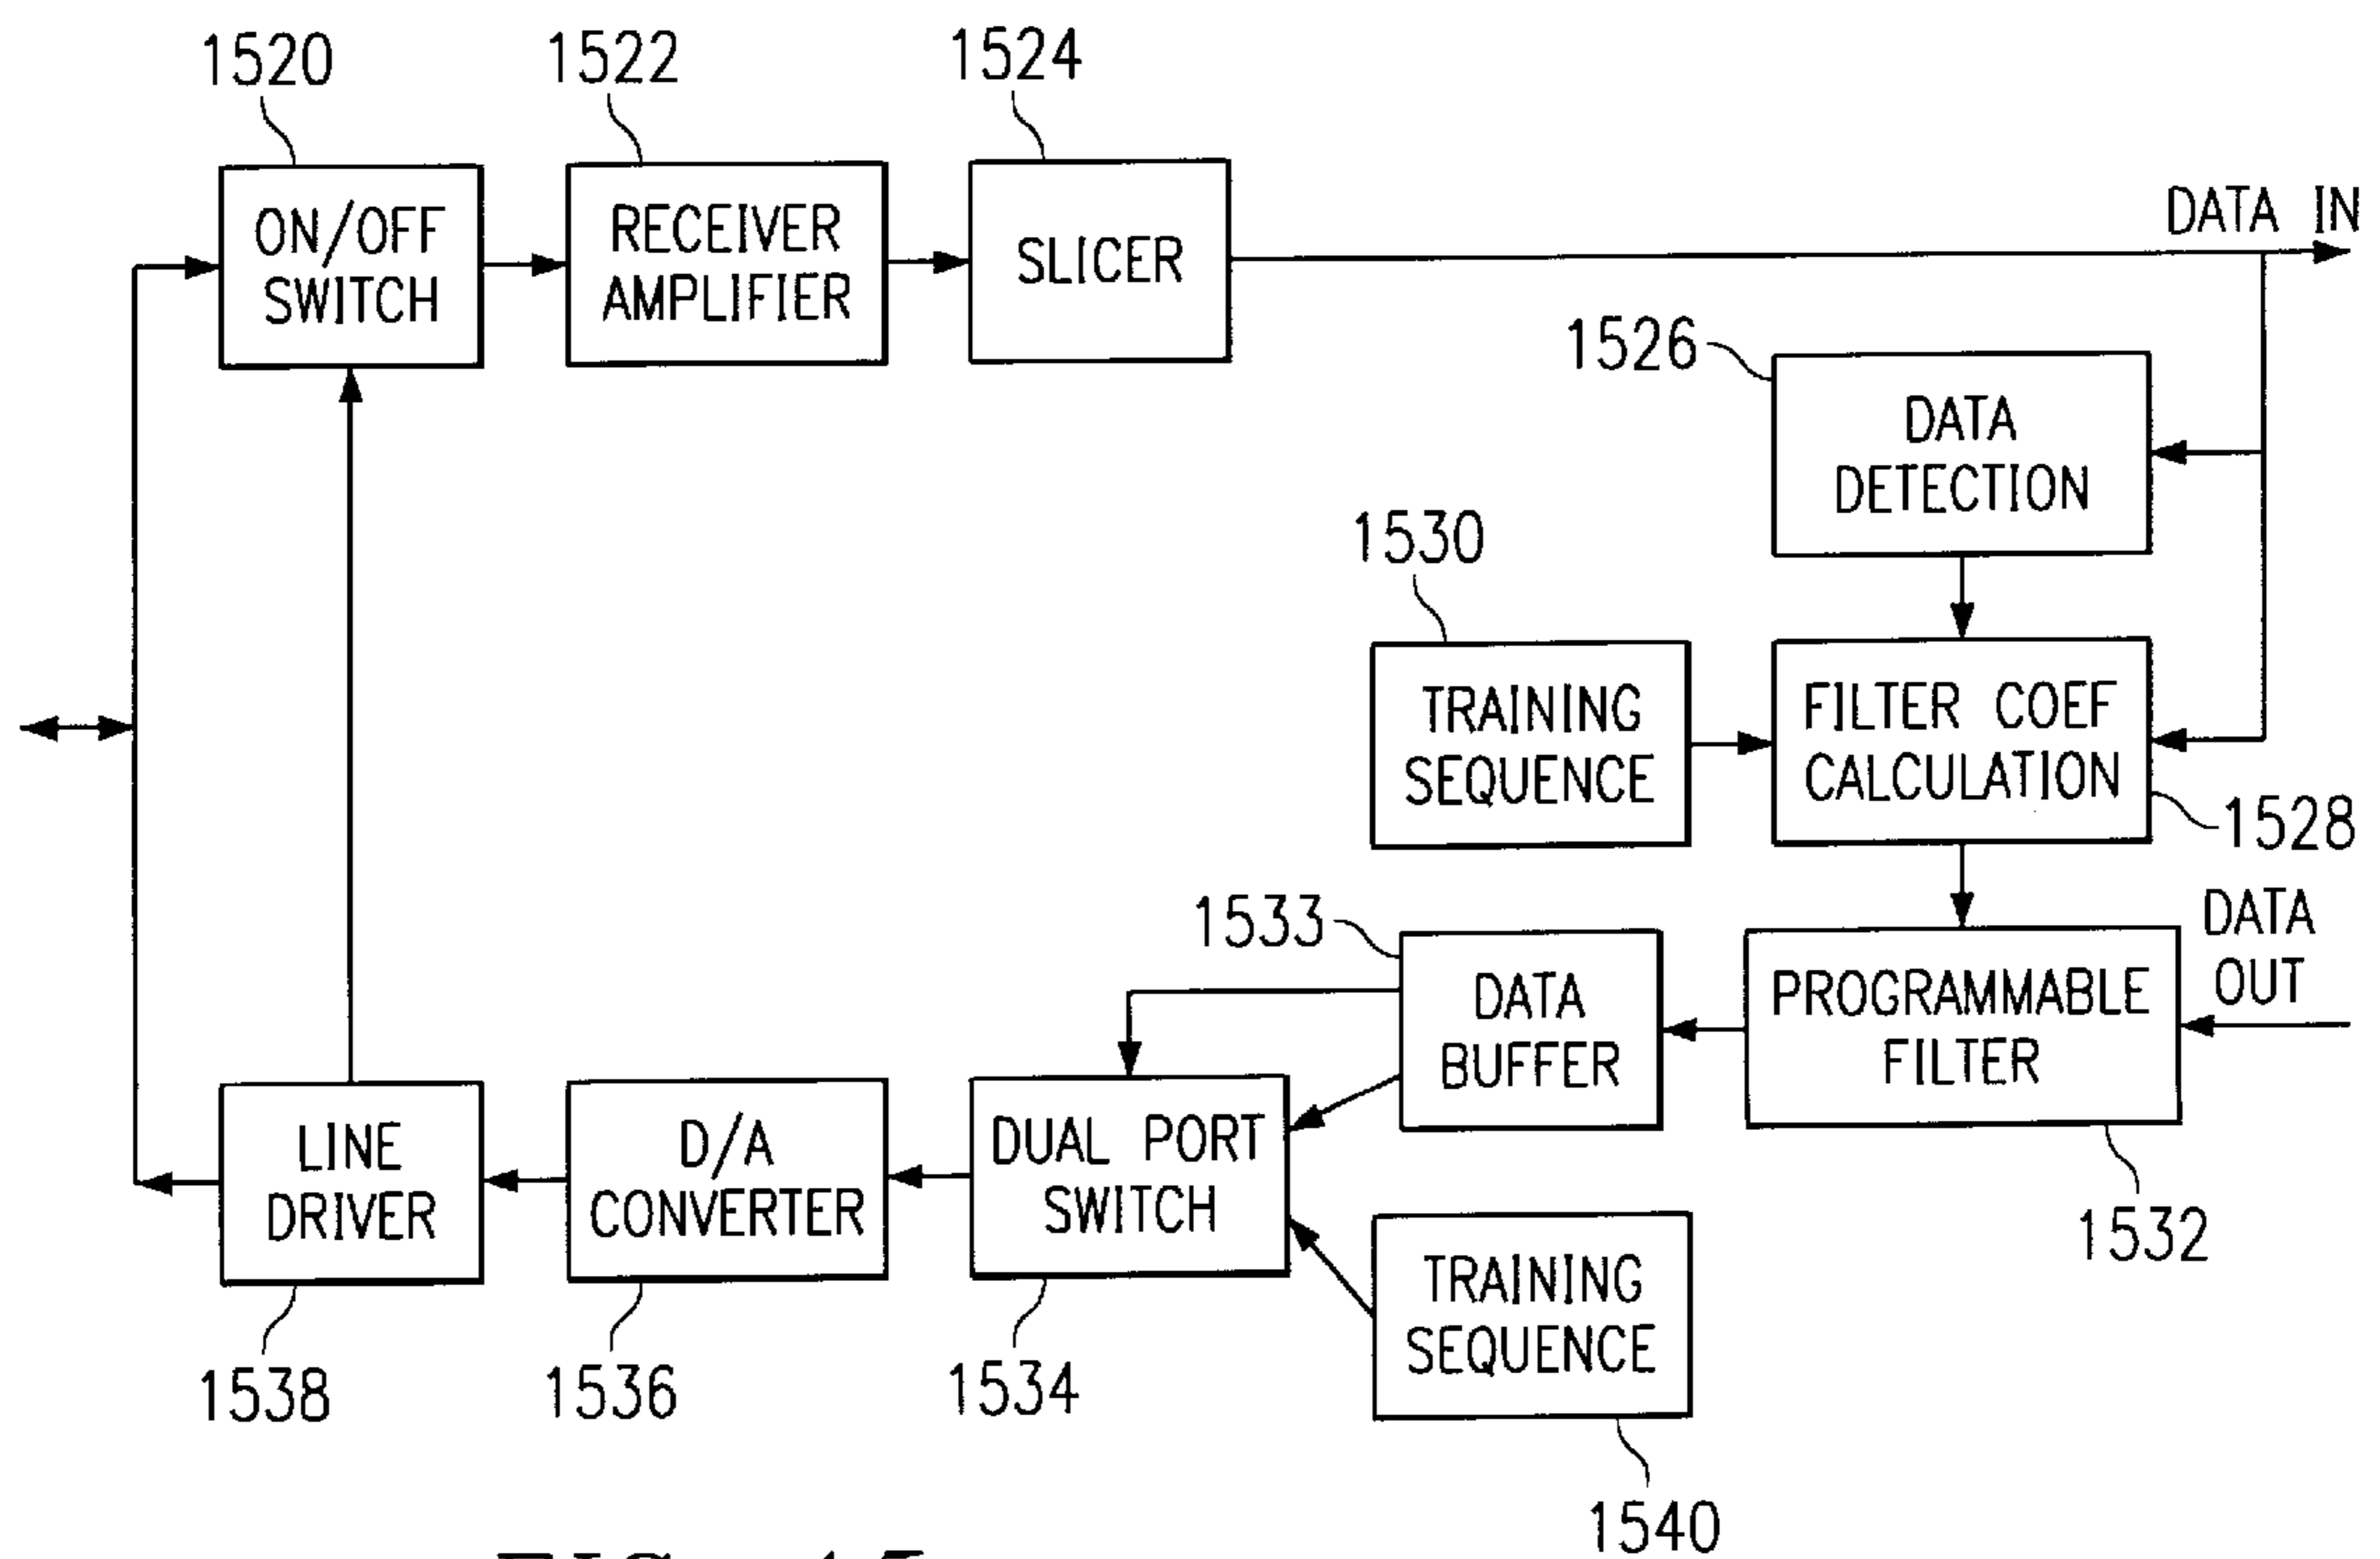 1520
1522
1524
ON/OFF
SWITCH
RECEIVER
AMPLIFIER
SLICER
DATA IN
1526
DATA
DETECTION
1530
TRAINING
SEQUENCE
FILTER COEF
CALCULATION
1528
1533
DATA
BUFFER
PROGRAMMABLE
FILTER
DATA
OUT
LINE
DRIVER
D/A
CONVERTER
DUAL PORT
SWITCH
1532
TRAINING
SEQUENCE
1538
1536
1534
1540